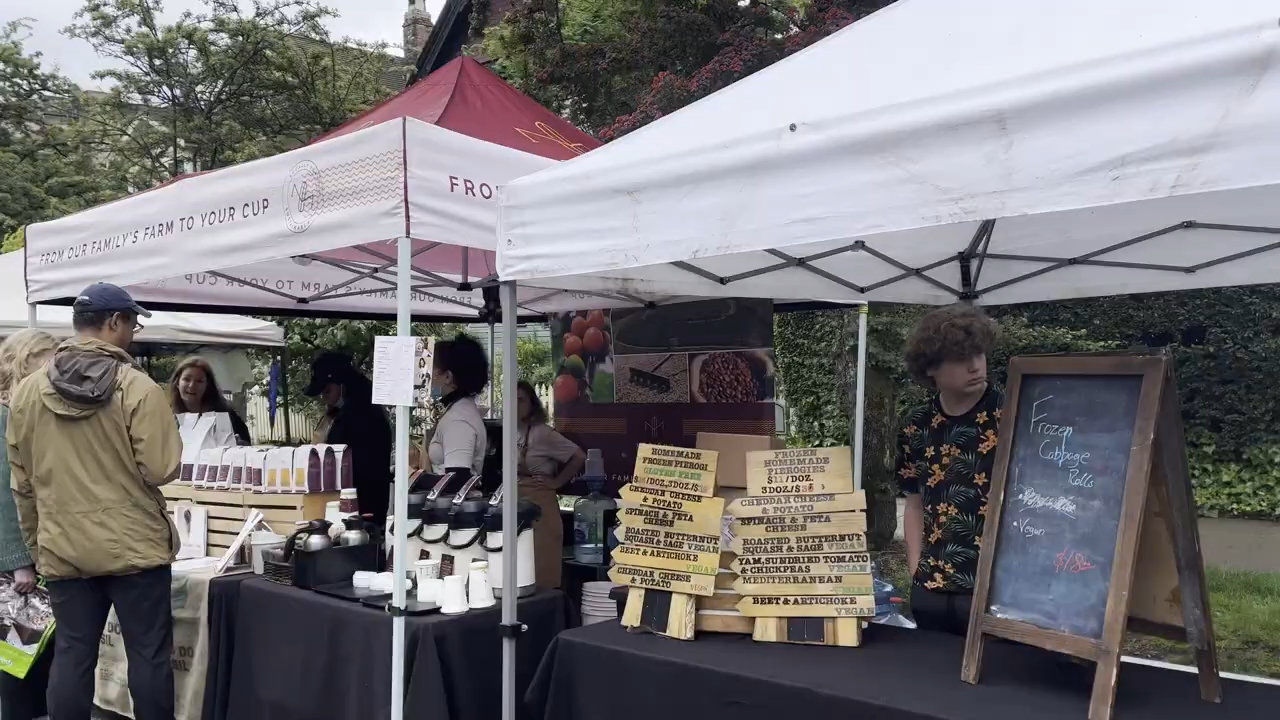 FROM OUR FAMILY'S FARM TO YOUR CUP
FRO
HOMEMADE
FROZEN PIEROGI
GLUTEN FREE
CHEDDAR CHEESE
& POTATO
SPINACH & FETA
CHEESE
ROASTED BUTTERNUT
SQUASH & SAGE VEGAN
BEET & ARTICHOKE
VEGAN
CHEDDAR CHEESE
& POTATO
FROZEN
HOMEMADE
PIEROGIES
$11/DOZ.
3DOZ./$
CHEDDAR CHEESE
& POTATO
SPINACH & FETA
CHEESE
ROASTED BUTTERNUT
SQUASH & SAGE VEGAN
YAM, SUNDRIED TOMATO
& CHICKPEAS VEGAN
MEDITERRANEAN
BEET & ARTICHOKE
VEGAN
Frozen
Cabbage
Rolls
Vegan